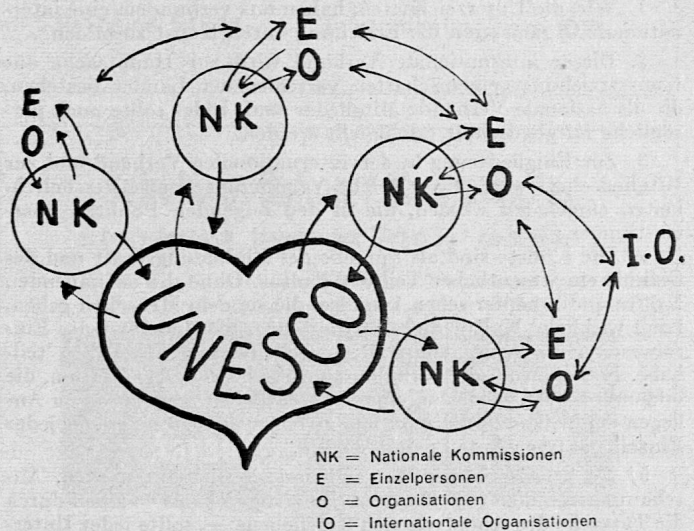 E
O
NK
E
O
NK
E
O
NK
I.O.
UNESCO
E
O
NK
NK = Nationale Kommissionen
E = Einzelpersonen
O = Organisationen
IO = Internationale Organisationen